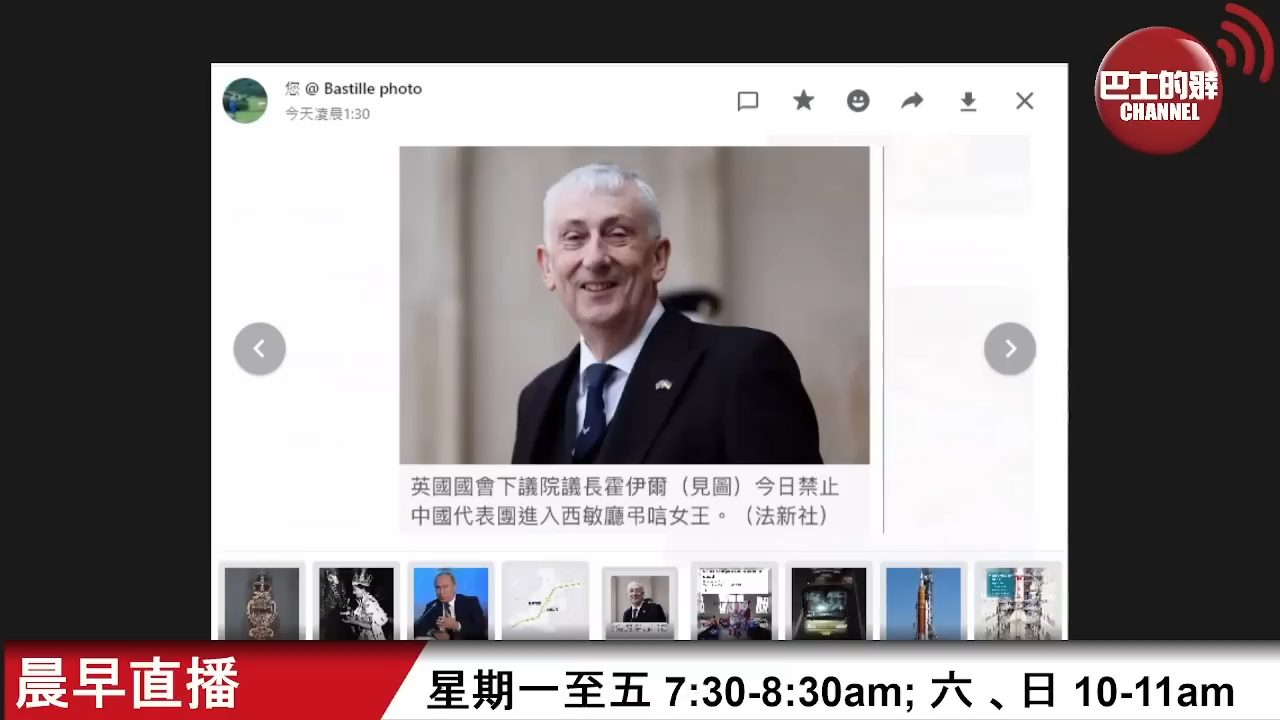 您 @ Bastille photo
今天凌晨1:30
巴士的報
CHANNEL
英國國會下議院議長霍伊爾（見圖）今日禁止
中國代表團進入西敏廳弔唁女王。（法新社）
晨早直播
星期一至五 7:30-8:30am; 六、日 10-11am